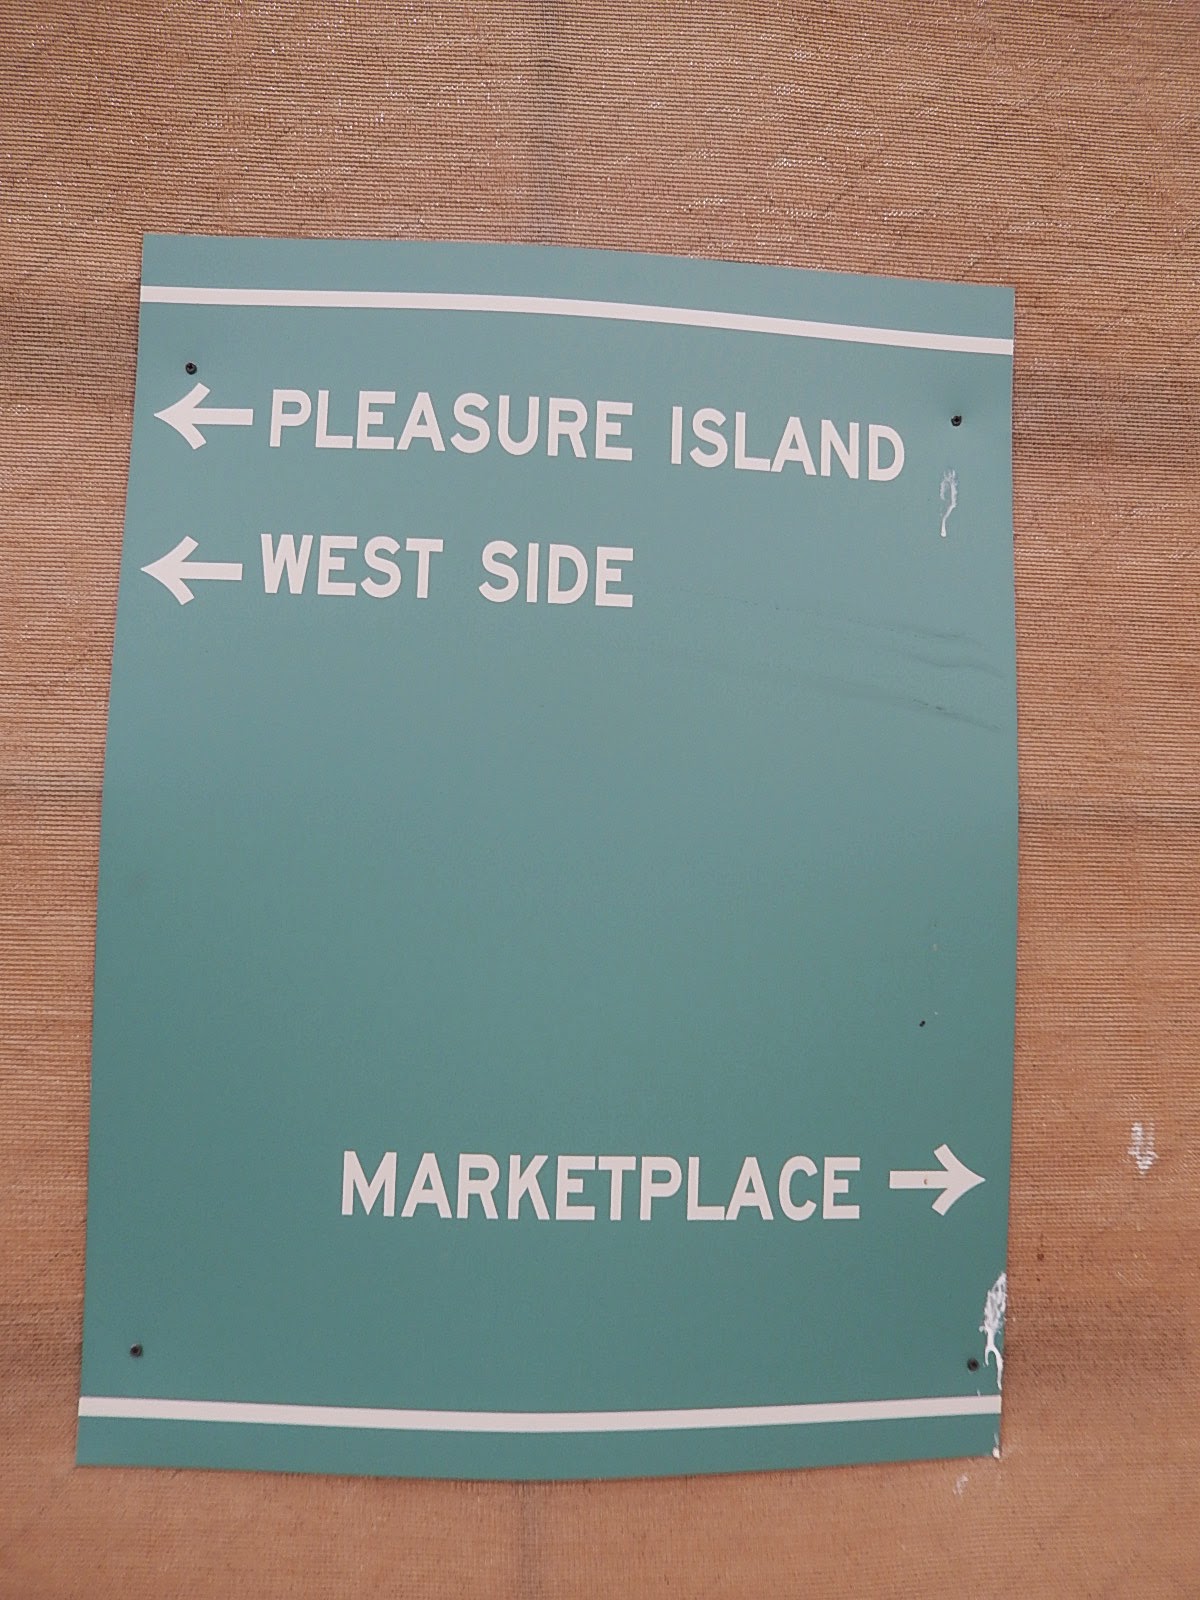 ← PLEASURE ISLAND
← WEST SIDE
MARKETPLACE →